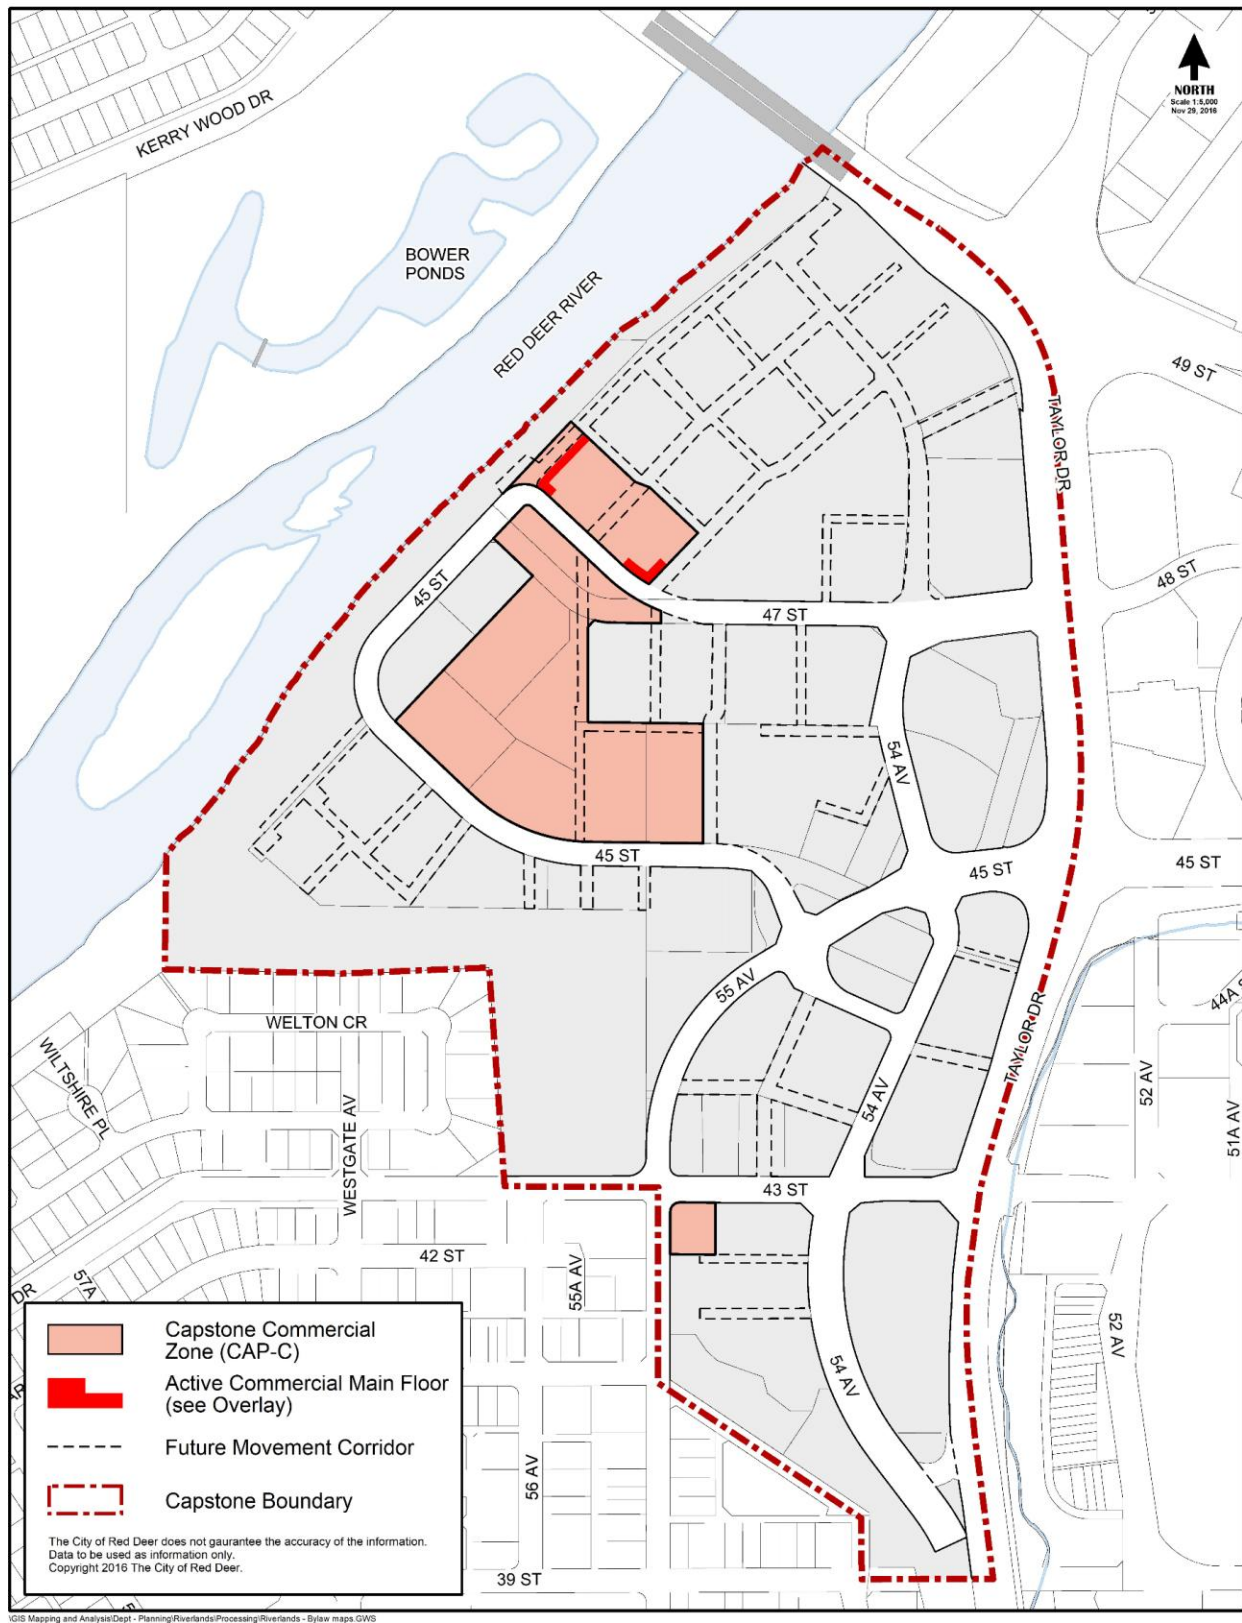 NORTH
Scale 1:5,000
Nov 29, 2016
KERRY WOOD DR
BOWER
PONDS
RED DEER RIVER
49 ST
TAYLOR DR
48 ST
45 ST
47 ST
54 AV
45 ST
45 ST
45 ST
44A S
55 AV
WELTON CR
WILTSHIRE PL
WESTGATE AV
TAYLOR DR
52 AV
51A AV
54 AV
43 ST
42 ST
55A AV
57A
DR
52 AV
54 AV
56 AV
39 ST
Capstone Commercial
Zone (CAP-C)
Active Commercial Main Floor
(see Overlay)
Future Movement Corridor
Capstone Boundary
The City of Red Deer does not gaurantee the accuracy of the information.
Data to be used as information only.
Copyright 2016 The City of Red Deer.
\GIS Mapping and Analysis\Dept - Planning\Riverlands\Processing\Riverlands - Bylaw maps.GWS